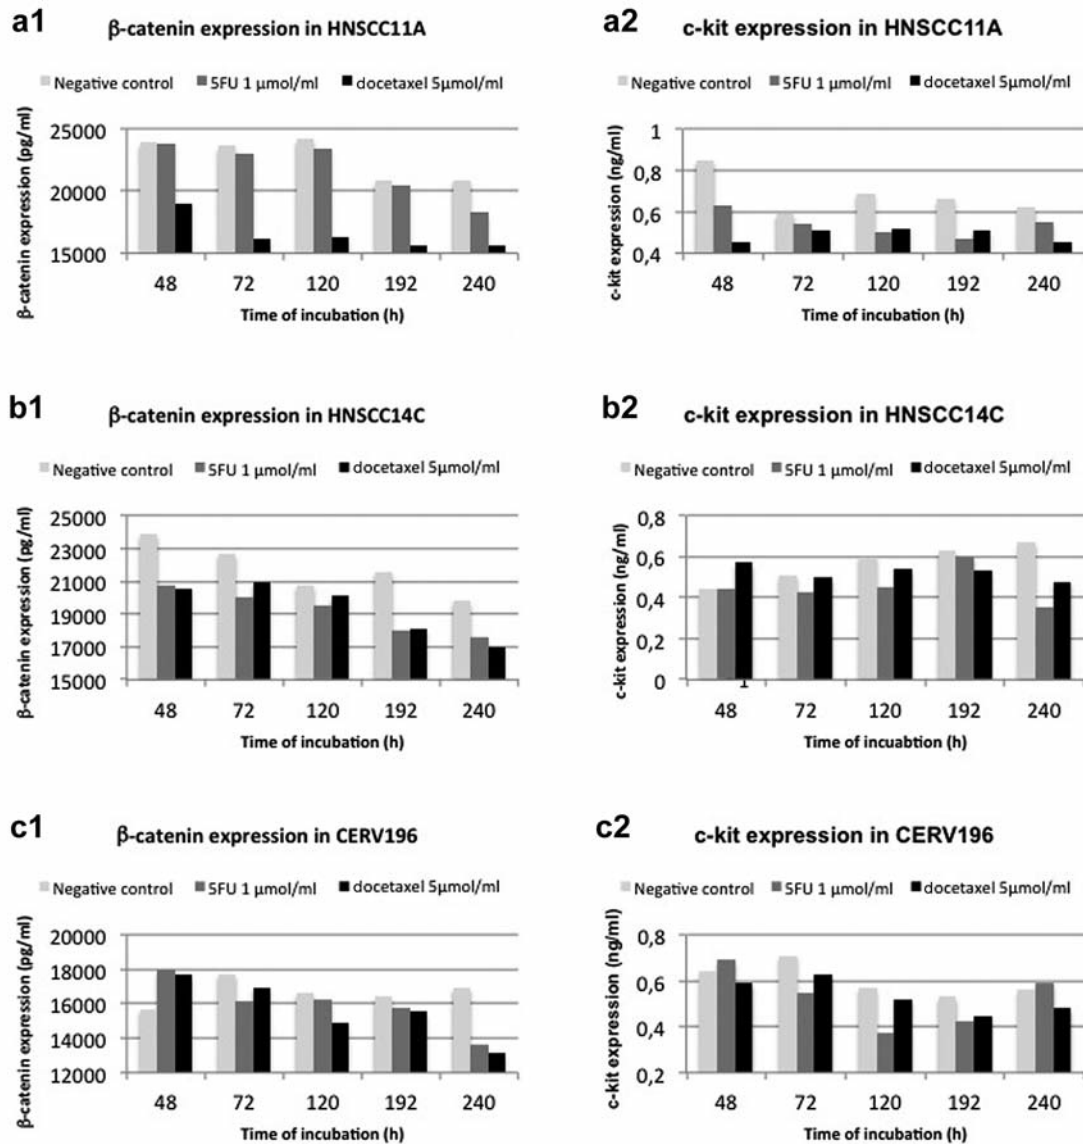 a1
β-catenin expression in HNSCC11A
Negative control 5FU 1 μmol/ml docetaxel 5μmol/ml
β-catenin expression (pg/ml)
25000
20000
15000
48 72 120 192 240
Time of incubation (h)
a2
c-kit expression in HNSCC11A
Negative control 5FU 1 μmol/ml docetaxel 5μmol/ml
c-kit expression (ng/ml)
1
0,8
0,6
0,4
48 72 120 192 240
Time of incubation (h)
b1
β-catenin expression in HNSCC14C
Negative control 5FU 1 μmol/ml docetaxel 5μmol/ml
β-catenin expression (pg/ml)
25000
23000
21000
19000
17000
15000
48 72 120 192 240
Time of incubation (h)
b2
c-kit expression in HNSCC14C
Negative control 5FU 1 μmol/ml docetaxel 5μmol/ml
c-kit expression (ng/ml)
0,8
0,6
0,4
0,2
0
48 72 120 192 240
Time of incuabtion (h)
c1
β-catenin expression in CERV196
Negative control 5FU 1 μmol/ml docetaxel 5μmol/ml
β-catenin expression (pg/ml)
20000
18000
16000
14000
12000
48 72 120 192 240
Time of incubation (h)
c2
c-kit expression in CERV196
Negative control 5FU 1 μmol/ml docetaxel 5μmol/ml
c-kit expression (ng/ml)
0,8
0,6
0,4
0,2
48 72 120 192 240
Time of incubation (h)